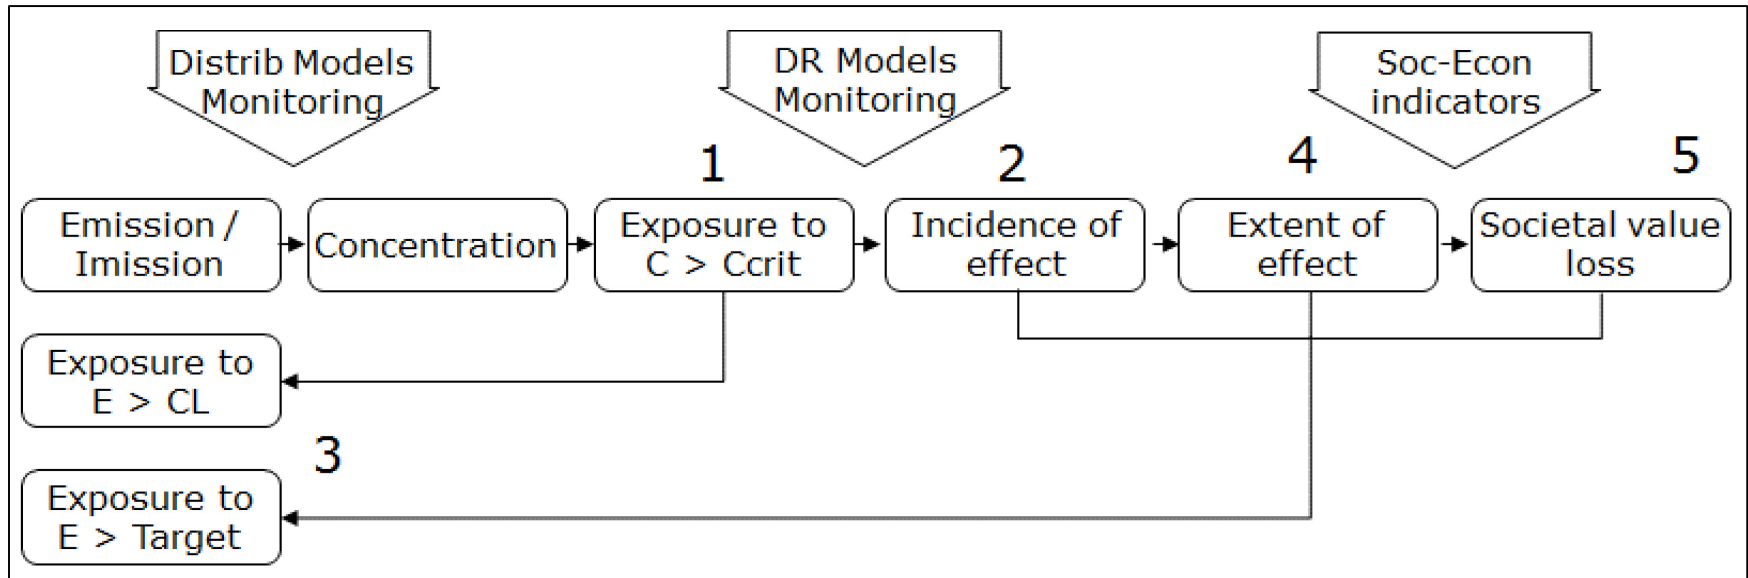 Distrib Models
Monitoring
DR Models
Monitoring
Soc-Econ
indicators
1
2
4
5
Emission /
Imission
Concentration
Exposure to
C > Ccrit
Incidence of
effect
Extent of
effect
Societal value
loss
Exposure to
E > CL
3
Exposure to
E > Target